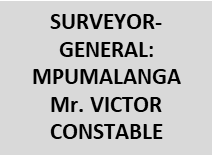 SURVEYOR-
GENERAL:
MPUMALANGA
Mr. VICTOR
CONSTABLE